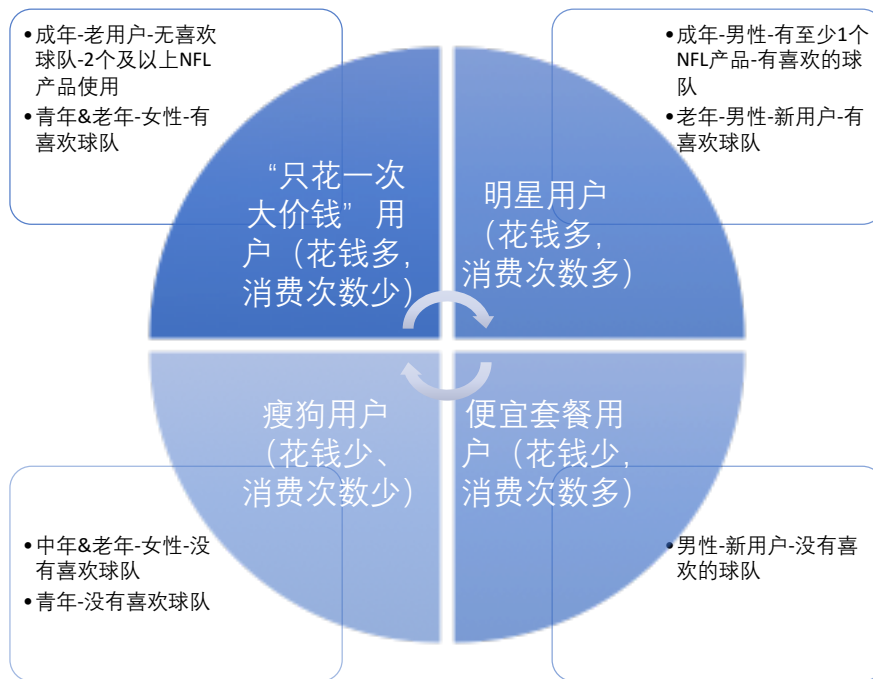 •成年-老用户-无喜欢
球队-2个及以上NFL
产品使用
•青年&老年-女性-有
喜欢球队
•成年-男性-有至少1个
NFL产品-有喜欢的球
队
•老年-男性-新用户-有
喜欢球队
“只花一次
大价钱” 用
户（花钱多，
消费次数少）
明星用户
（花钱多，
消费次数多）
瘦狗用户
（花钱少、
消费次数少）
便宜套餐用
户（花钱少，
消费次数多）
•中年&老年-女性-没
有喜欢球队
•青年-没有喜欢球队
•男性-新用户-没有喜
欢的球队